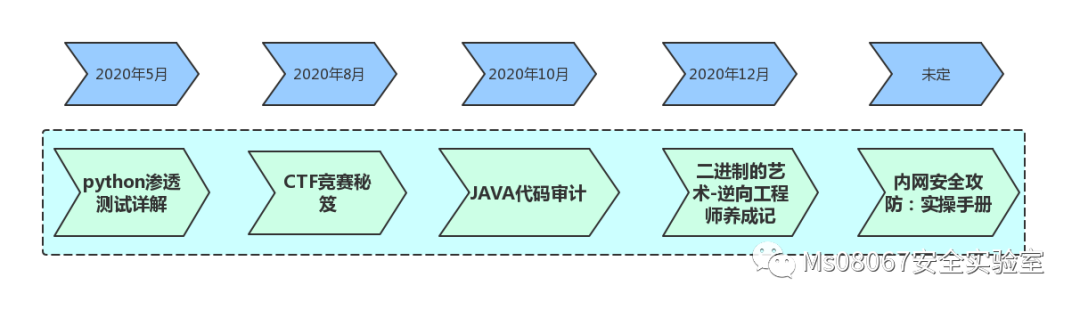 2020年5月
2020年8月
2020年10月
2020年12月
未定
python渗透
测试详解
CTF竞赛秘
笈
JAVA代码审计
二进制的艺
术-逆向工程
师养成记
内网安全攻
防：实操手册
Ms08067安全实验室